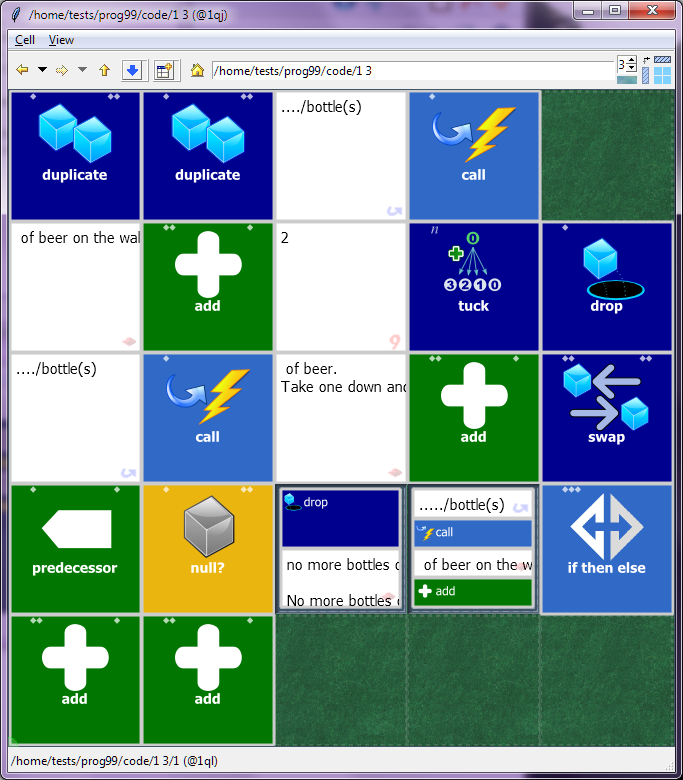 /home/tests/prog99/code/1 3 (@1qj)
Cell View
/home/tests/prog99/code/1 3
3
duplicate
duplicate
..../bottle(s)
call
of beer on the wal
add
2
9
n
0
3 2 1 0
tuck
drop
..../bottle(s)
call
of beer.
Take one down and
add
swap
predecessor
null?
drop
no more bottles
No more bottles
...../bottle(s)
call
of beer on the w
add
if then else
add
add
/home/tests/prog99/code/1 3/1 (@1ql)